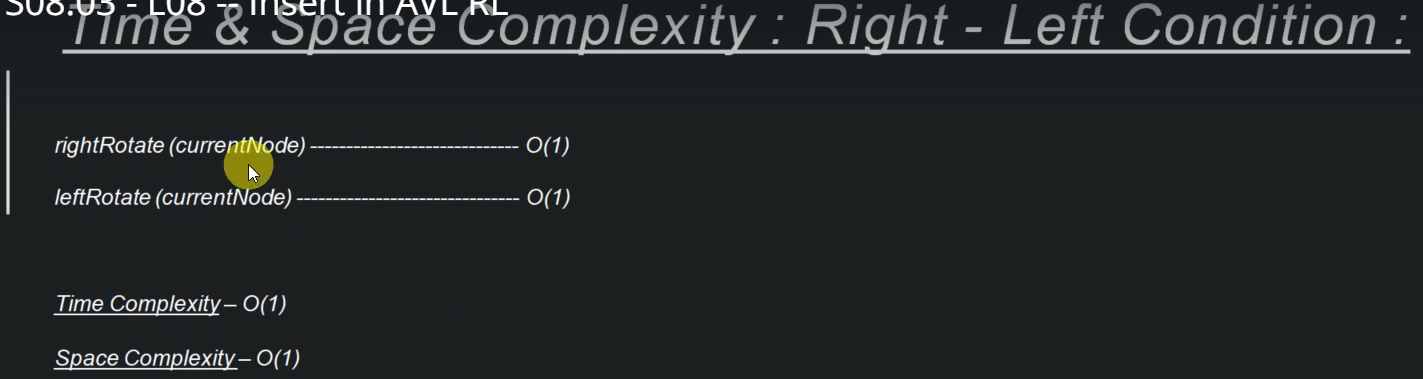 S08.03 - L08 -- Insert in AVL RL
Time & Space Complexity : Right - Left Condition :
rightRotate (currentNode) ----------------------------- O(1)
leftRotate (currentNode) ------------------------------- O(1)
Time Complexity – O(1)
Space Complexity – O(1)